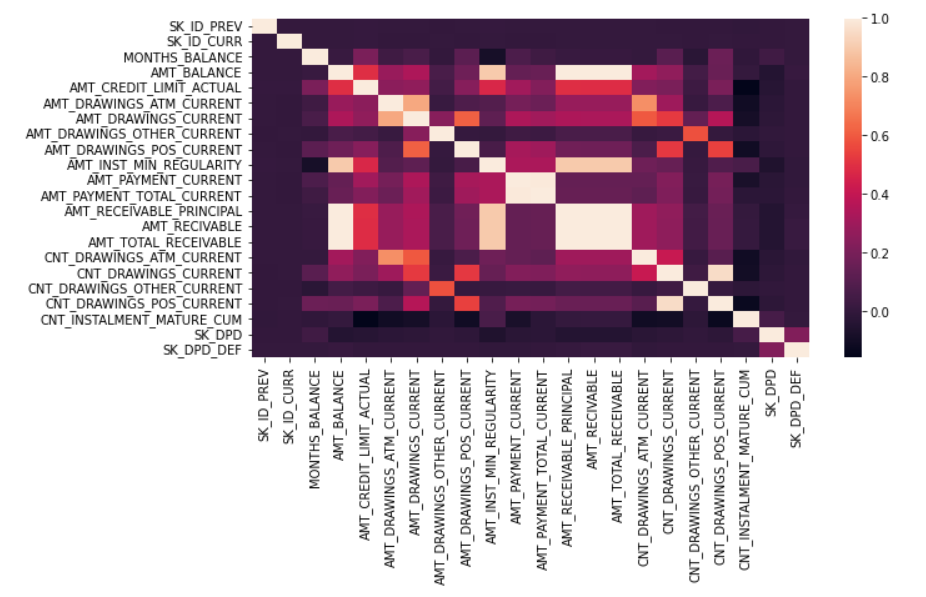 SK_ID_PREV
SK_ID_CURR
MONTHS_BALANCE
AMT_BALANCE
AMT_CREDIT_LIMIT_ACTUAL
AMT_DRAWINGS_ATM_CURRENT
AMT_DRAWINGS_CURRENT
AMT_DRAWINGS_OTHER_CURRENT
AMT_DRAWINGS_POS_CURRENT
AMT_INST_MIN_REGULARITY
AMT_PAYMENT_CURRENT
AMT_PAYMENT_TOTAL_CURRENT
AMT_RECEIVABLE_PRINCIPAL
AMT_RECIVABLE
AMT_TOTAL_RECEIVABLE
CNT_DRAWINGS_ATM_CURRENT
CNT_DRAWINGS_CURRENT
CNT_DRAWINGS_OTHER_CURRENT
CNT_DRAWINGS_POS_CURRENT
CNT_INSTALMENT_MATURE_CUM
SK_DPD
SK_DPD_DEF
SK_ID_PREV
SK_ID_CURR
MONTHS_BALANCE
AMT_BALANCE
AMT_CREDIT_LIMIT_ACTUAL
AMT_DRAWINGS_ATM_CURRENT
AMT_DRAWINGS_CURRENT
AMT_DRAWINGS_OTHER_CURRENT
AMT_DRAWINGS_POS_CURRENT
AMT_INST_MIN_REGULARITY
AMT_PAYMENT_CURRENT
AMT_PAYMENT_TOTAL_CURRENT
AMT_RECEIVABLE_PRINCIPAL
AMT_RECIVABLE
AMT_TOTAL_RECEIVABLE
CNT_DRAWINGS_ATM_CURRENT
CNT_DRAWINGS_CURRENT
CNT_DRAWINGS_OTHER_CURRENT
CNT_DRAWINGS_POS_CURRENT
CNT_INSTALMENT_MATURE_CUM
SK_DPD
SK_DPD_DEF
1.0
0.8
0.6
0.4
0.2
0.0